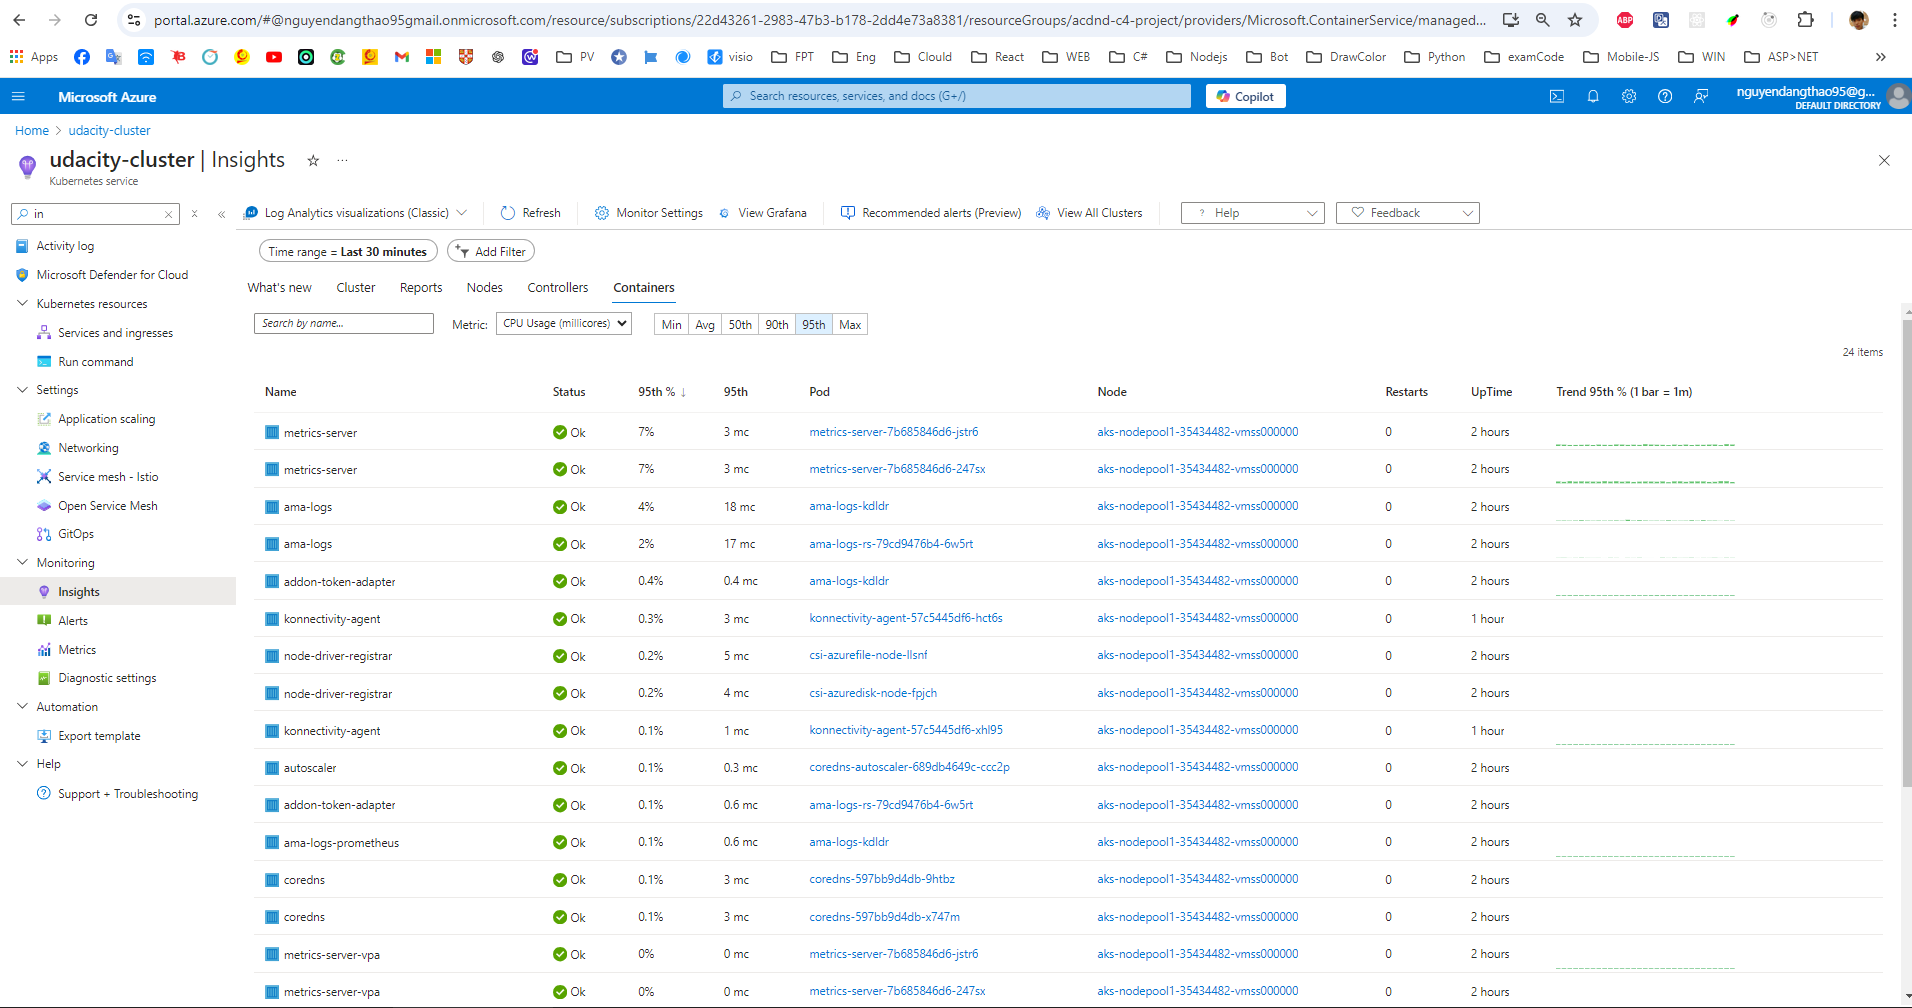 portal.azure.com/#@nguyendangthao95gmail.onmicrosoft.com/resource/subscriptions/22d43261-2983-47b3-b178-2dd4e73a8381/resourceGroups/acdnd-c4-project/providers/Microsoft.ContainerService/managed...
Apps PV visio FPT Eng Clould React WEB C# Nodejs Bot DrawColor Python examCode Mobile-JS WIN ASP>NET
Microsoft Azure
Search resources, services, and docs (G+/)
Copilot
nguyendangthao95@g...
DEFAULT DIRECTORY
Home > udacity-cluster
udacity-cluster | Insights
Kubernetes service
in
Log Analytics visualizations (Classic) Refresh Monitor Settings View Grafana Recommended alerts (Preview) View All Clusters ? Help Feedback
Activity log
Microsoft Defender for Cloud
Kubernetes resources
Services and ingresses
Run command
Settings
Application scaling
Networking
Service mesh - Istio
Open Service Mesh
GitOps
Monitoring
Insights
Alerts
Metrics
Diagnostic settings
Automation
Export template
Help
Support + Troubleshooting
Time range = Last 30 minutes Add Filter
What's new Cluster Reports Nodes Controllers Containers
Search by name... Metric: CPU Usage (millicores) Min Avg 50th 90th 95th Max
24 items
Name Status 95th % ↓ 95th Pod Node Restarts UpTime Trend 95th % (1 bar = 1m)
metrics-server Ok 7% 3 mc metrics-server-7b685846d6-jstr6 aks-nodepool1-35434482-vmss000000 0 2 hours
metrics-server Ok 7% 3 mc metrics-server-7b685846d6-247sx aks-nodepool1-35434482-vmss000000 0 2 hours
ama-logs Ok 4% 18 mc ama-logs-kdldr aks-nodepool1-35434482-vmss000000 0 2 hours
ama-logs Ok 2% 17 mc ama-logs-rs-79cd9476b4-6w5rt aks-nodepool1-35434482-vmss000000 0 2 hours
addon-token-adapter Ok 0.4% 0.4 mc ama-logs-kdldr aks-nodepool1-35434482-vmss000000 0 2 hours
konnectivity-agent Ok 0.3% 3 mc konnectivity-agent-57c5445df6-hct6s aks-nodepool1-35434482-vmss000000 0 1 hour
node-driver-registrar Ok 0.2% 5 mc csi-azurefile-node-llsnf aks-nodepool1-35434482-vmss000000 0 2 hours
node-driver-registrar Ok 0.2% 4 mc csi-azuredisk-node-fpjch aks-nodepool1-35434482-vmss000000 0 2 hours
konnectivity-agent Ok 0.1% 1 mc konnectivity-agent-57c5445df6-xhl95 aks-nodepool1-35434482-vmss000000 0 1 hour
autoscaler Ok 0.1% 0.3 mc coredns-autoscaler-689db4649c-ccc2p aks-nodepool1-35434482-vmss000000 0 2 hours
addon-token-adapter Ok 0.1% 0.6 mc ama-logs-rs-79cd9476b4-6w5rt aks-nodepool1-35434482-vmss000000 0 2 hours
ama-logs-prometheus Ok 0.1% 0.6 mc ama-logs-kdldr aks-nodepool1-35434482-vmss000000 0 2 hours
coredns Ok 0.1% 3 mc coredns-597bb9d4db-9htbz aks-nodepool1-35434482-vmss000000 0 2 hours
coredns Ok 0.1% 3 mc coredns-597bb9d4db-x747m aks-nodepool1-35434482-vmss000000 0 2 hours
metrics-server-vpa Ok 0% 0 mc metrics-server-7b685846d6-jstr6 aks-nodepool1-35434482-vmss000000 0 2 hours
metrics-server-vpa Ok 0% 0 mc metrics-server-7b685846d6-247sx aks-nodepool1-35434482-vmss000000 0 2 hours